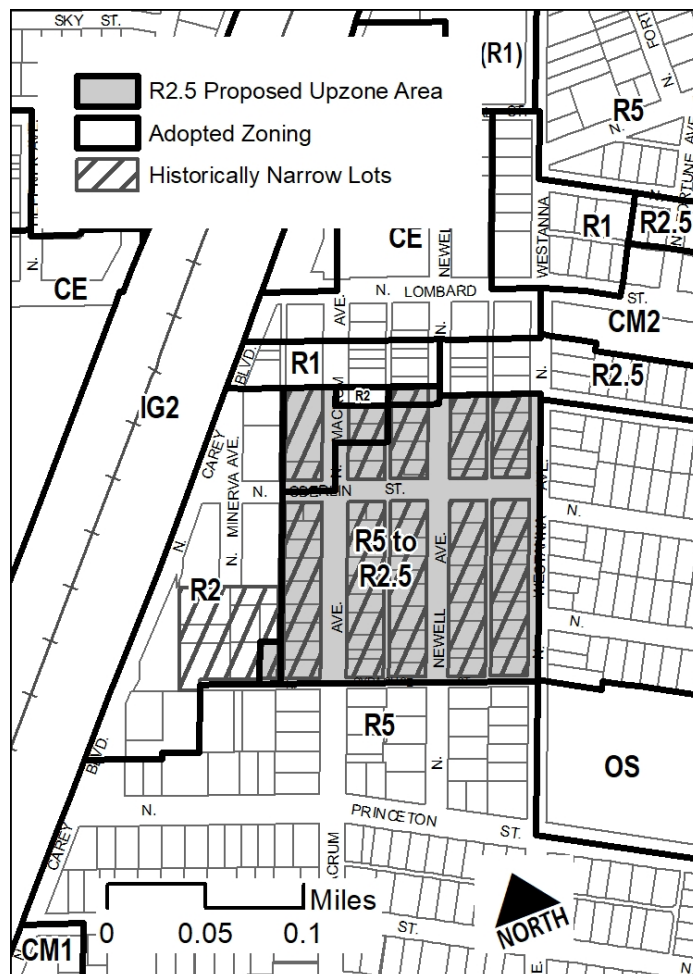 SKY ST.
(R1)
R2.5 Proposed Upzone Area
Adopted Zoning
Historically Narrow Lots
R5
N.
N.
ST.
WESTANNA
R1
R2.5
CE
NEWELL
N.
CE
N. LOMBARD
ST.
AVE.
N.
CM2
R1
BLVD.
N.
R2.5
IG2
R2
CAREY
MINERVA AVE.
N.
N.
ST.
AVE.
N.
R5 to
R2.5
AVE.
WESTANNA
N.
N.
R2
AVE.
NEWELL
N.
N.
R5
OS
BLVD.
N.
N.
PRINCETON
ST.
CAREY
CRUM
Miles
0 0.05 0.1
ST.
NORTH
CM1
E.